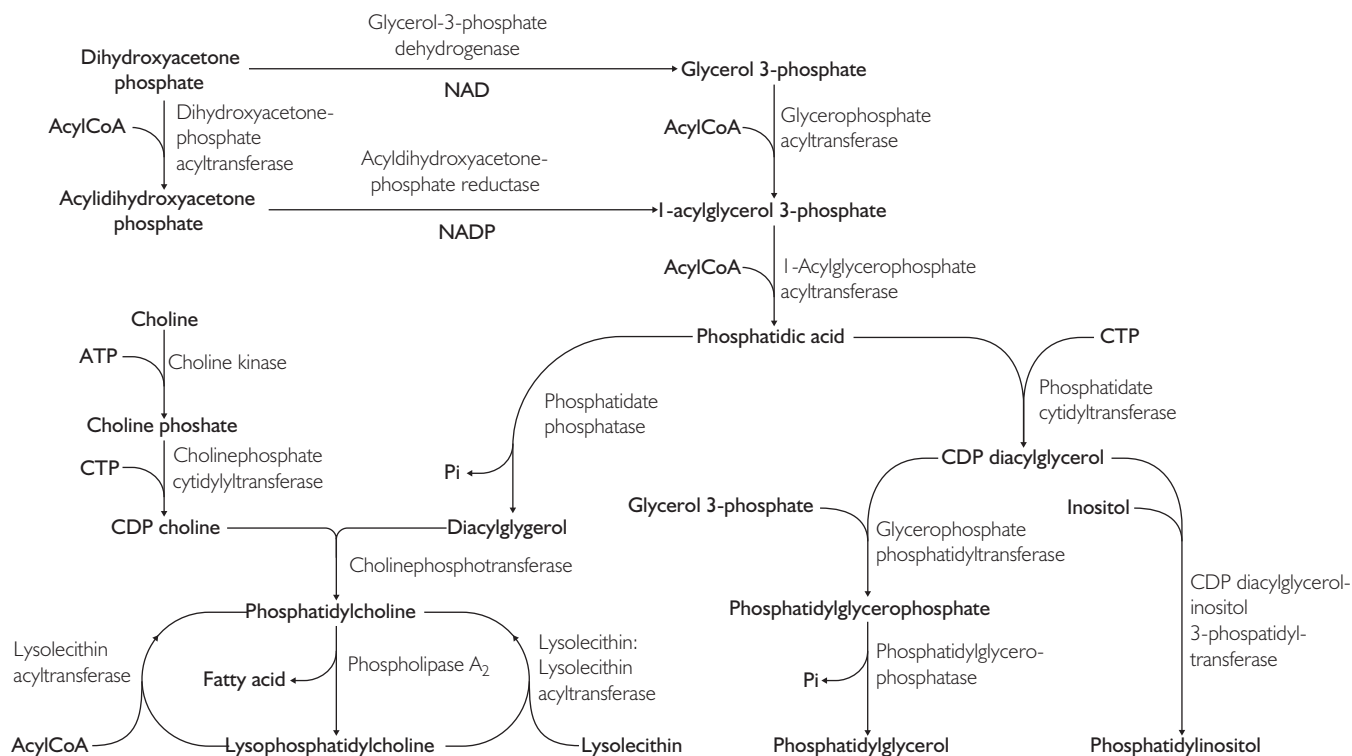 Glycerol-3-phosphate
dehydrogenase
Dihydroxyacetone
phosphate
Glycerol 3-phosphate
NAD
AcylCoA
Dihydroxyacetone-
phosphate
acyltransferase
AcylCoA
Glycerophosphate
acyltransferase
Acyldihydroxyacetone-
phosphate reductase
Acylidihydroxyacetone
phosphate
1-acylglycerol 3-phosphate
NADP
AcylCoA
1-Acylglycerophosphate
acyltransferase
Choline
Phosphatidic acid
CTP
ATP
Choline kinase
Phosphatidate
cytidyltransferase
Phosphatidate
phosphatase
Choline phoshate
CTP
Cholinephosphate
cytidylyltransferase
Pi
CDP diacylglycerol
Glycerol 3-phosphate
Inositol
CDP choline
Diacylglygerol
Glycerophosphate
phosphatidyltransferase
Cholinephosphotransferase
CDP diacylglycerol-
inositol
3-phospatidyl-
transferase
Phosphatidylcholine
Phosphatidylglycerophosphate
Lysolecithin
acyltransferase
Fatty acid
Phospholipase A2
Lysolecithin:
Lysolecithin
acyltransferase
Pi
Phosphatidylglycero-
phosphatase
AcylCoA
Lysophosphatidylcholine
Lysolecithin
Phosphatidylglycerol
Phosphatidylinositol